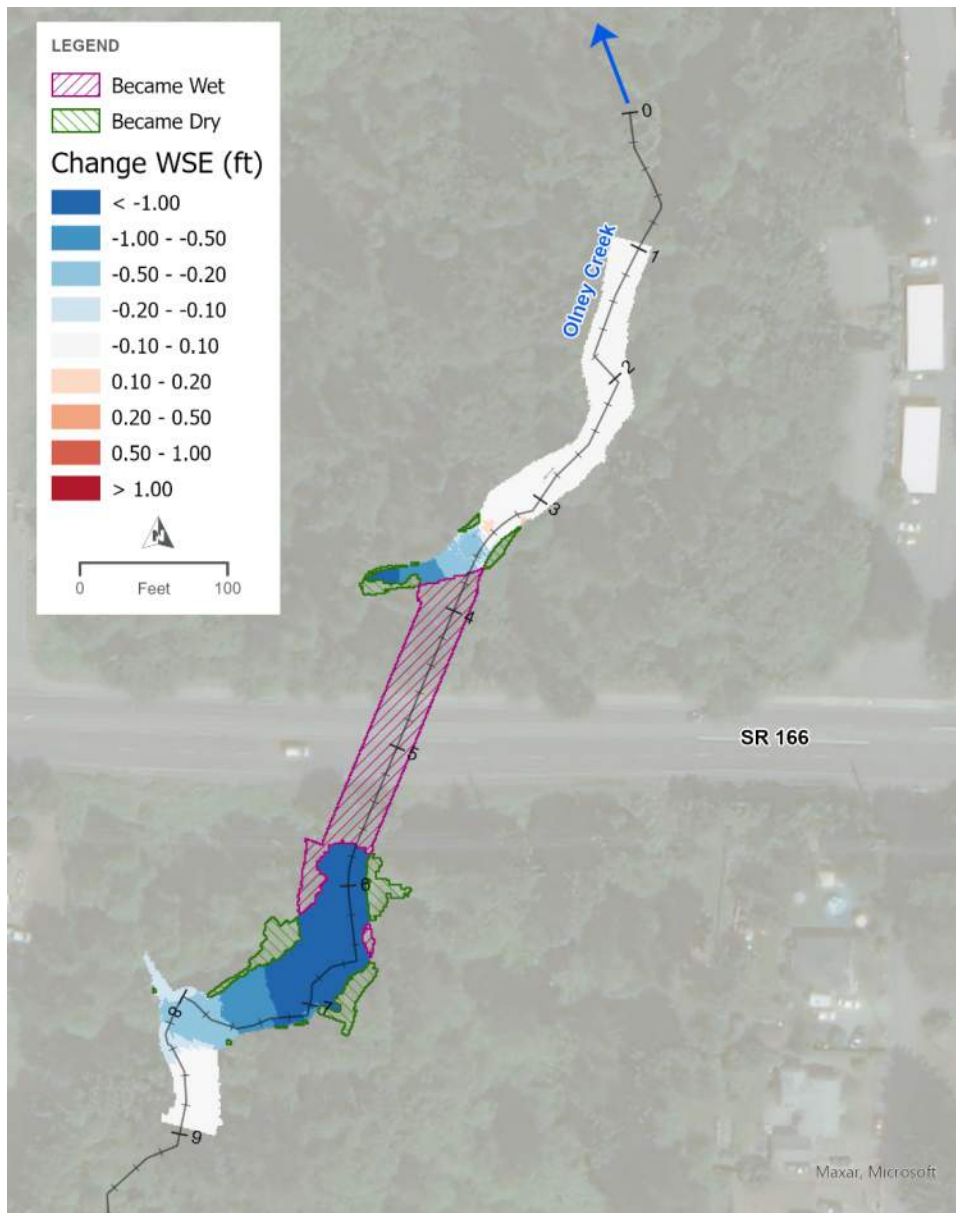 LEGEND
Became Wet
Became Dry
Change WSE (ft)
< -1.00
-1.00 - -0.50
-0.50 - -0.20
-0.20 - -0.10
-0.10 - 0.10
0.10 - 0.20
0.20 - 0.50
0.50 - 1.00
> 1.00
N
0 100
Feet
0
1
Olney Creek
2
3
4
SR 166
5
6
7
8
9
Maxar, Microsoft